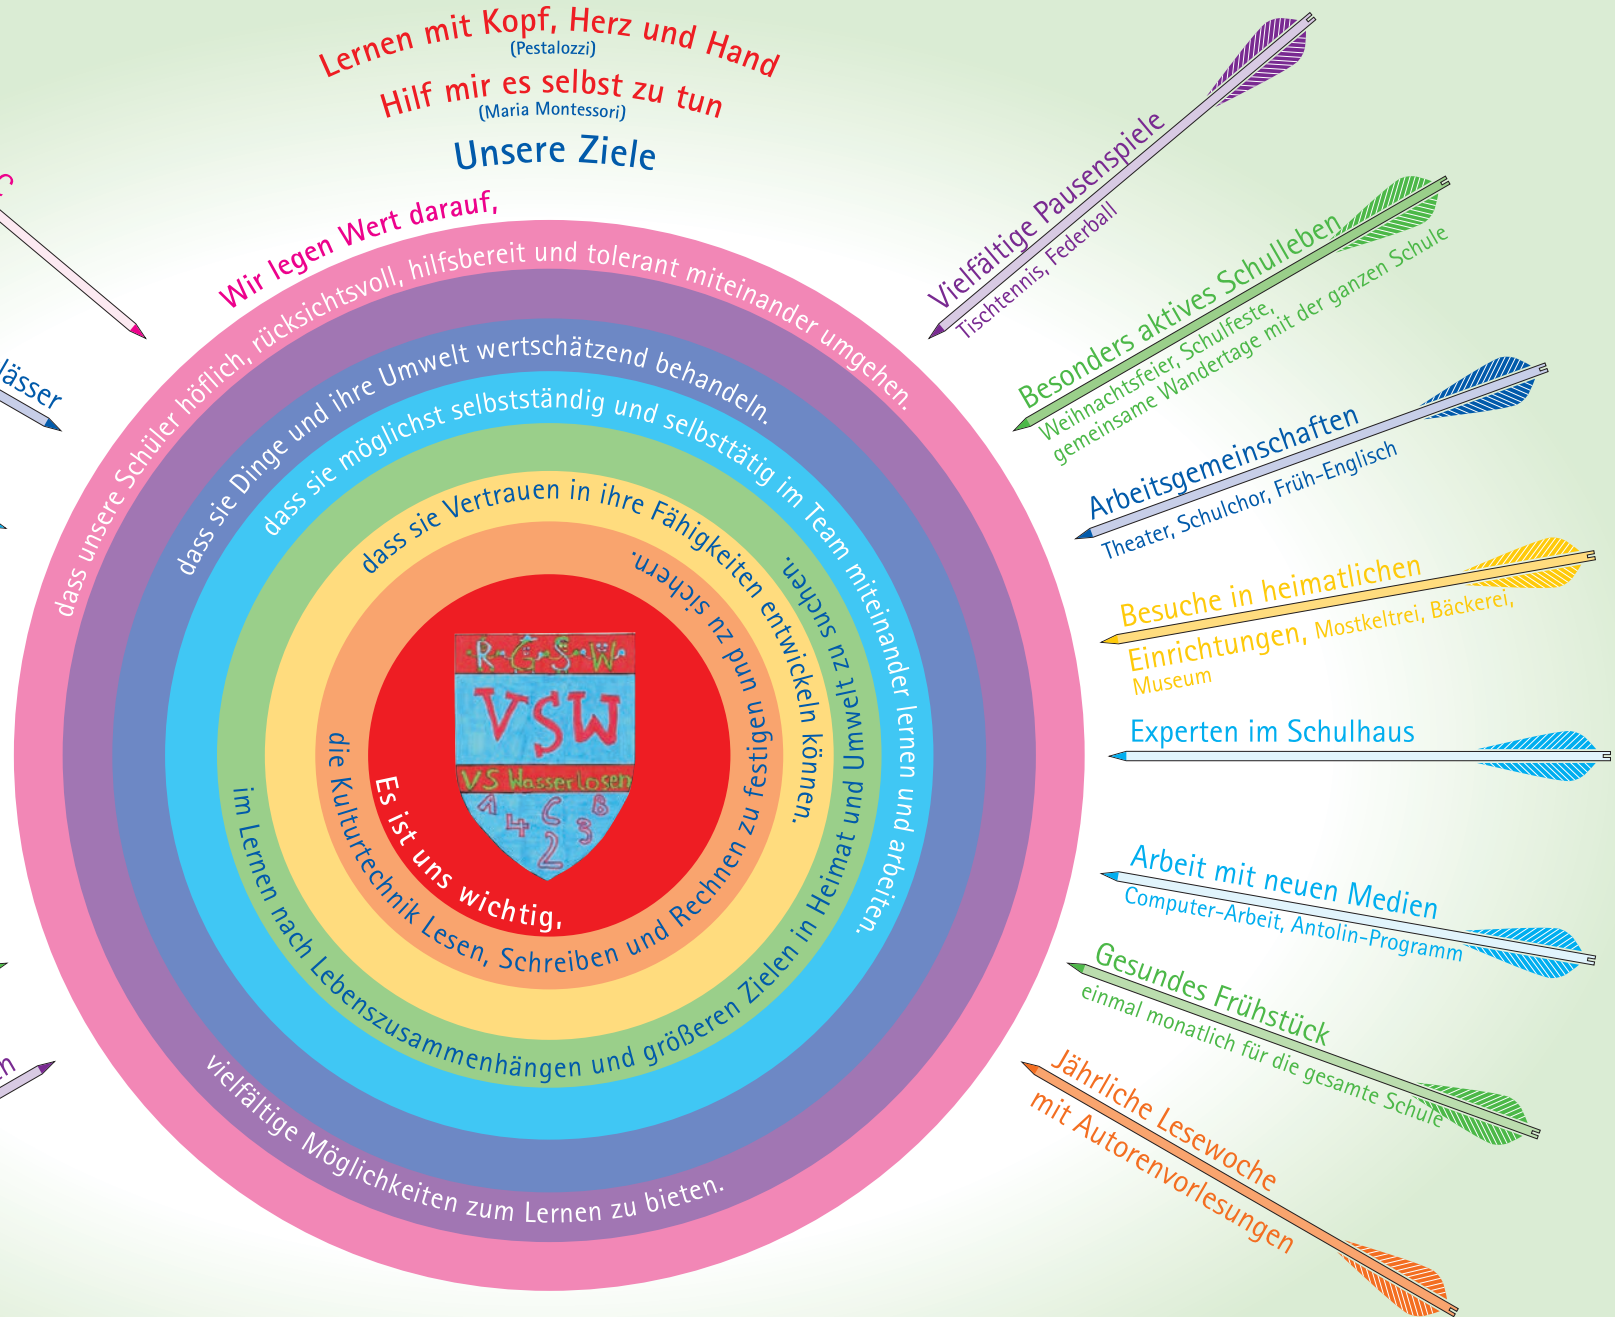 Lernen mit Kopf, Herz und Hand
(Pestalozzi)
Hilf mir es selbst zu tun
(Maria Montessori)
Unsere Ziele
Wir legen Wert darauf,
dass unsere Schüler höflich, rücksichtsvoll, hilfsbereit und tolerant miteinander umgehen.
dass sie Dinge und ihre Umwelt wertschätzend behandeln.
dass sie möglichst selbstständig und selbsttätig im Team miteinander lernen und arbeiten.
dass sie Vertrauen in ihre Fähigkeiten entwickeln können.
R-G-S-W
VSW
VS Wasserlosen
1 C B
4 3
2
Es ist uns wichtig,
die Kulturtechnik Lesen, Schreiben und Rechnen zu festigen und zu sichern.
im Lernen nach Lebenszusammenhängen und größeren Zielen in Heimat und Umwelt zu suchen.
vielfältige Möglichkeiten zum Lernen zu bieten.
lässer
Vielfältige Pausenspiele
Tischtennis, Federball
Besonders aktives Schulleben
Weihnachtsfeier, Schulfeste,
gemeinsame Wandertage mit der ganzen Schule
Arbeitsgemeinschaften
Theater, Schulchor, Früh-Englisch
Besuche in heimatlichen
Einrichtungen, Mostkeltrei, Bäckerei,
Museum
Experten im Schulhaus
Arbeit mit neuen Medien
Computer-Arbeit, Antolin-Programm
Gesundes Frühstück
einmal monatlich für die gesamte Schule
Jährliche Lesewoche
mit Autorenvorlesungen